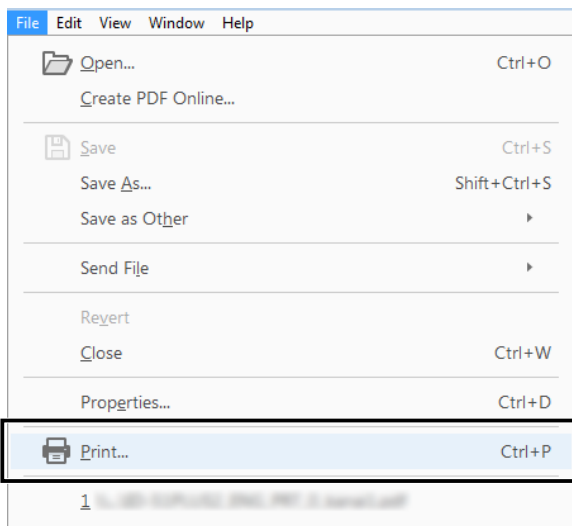 File Edit View Window Help
Open... Ctrl+O
Create PDF Online...
Save Ctrl+S
Save As... Shift+Ctrl+S
Save as Other
Send File
Revert
Close Ctrl+W
Properties... Ctrl+D
Print... Ctrl+P
1